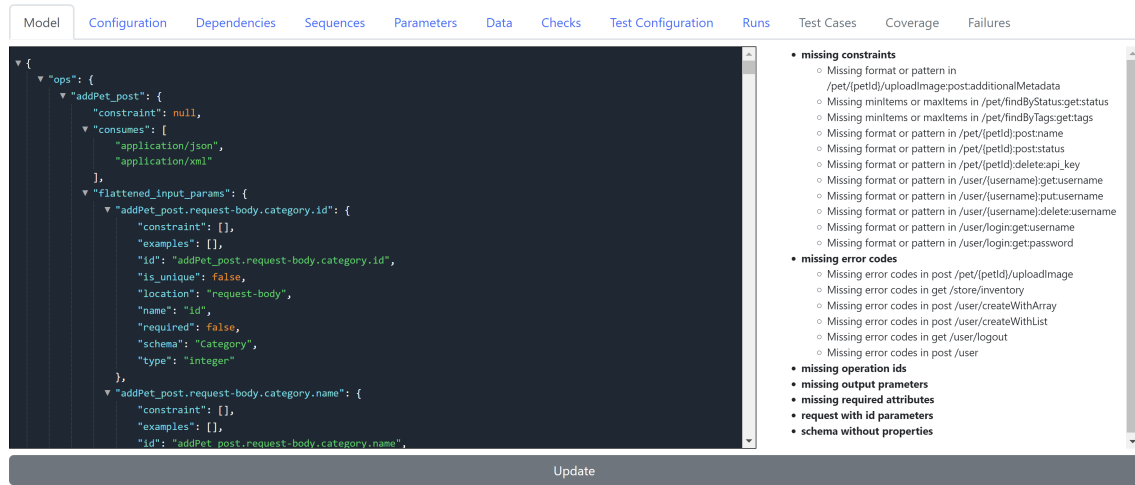 Model Configuration Dependencies Sequences Parameters Data Checks Test Configuration Runs Test Cases Coverage Failures
▼ {
▼ "ops": {
▼ "addPet_post": {
"constraint": null,
▼ "consumes": [
"application/json",
"application/xml"
],
▼ "flattened_input_params": {
▼ "addPet_post.request-body.category.id": {
"constraint": [],
"examples": [],
"id": "addPet_post.request-body.category.id",
"is_unique": false,
"location": "request-body",
"name": "id",
"required": false,
"schema": "Category",
"type": "integer"
},
▼ "addPet_post.request-body.category.name": {
"constraint": [],
"examples": [],
"id": "addPet_post.request-body.category.name",
• missing constraints
○ Missing format or pattern in
/pet/{petId}/uploadImage:post:additionalMetadata
○ Missing minItems or maxItems in /pet/findByStatus:get:status
○ Missing minItems or maxItems in /pet/findByTags:get:tags
○ Missing format or pattern in /pet/{petId}:post:name
○ Missing format or pattern in /pet/{petId}:post:status
○ Missing format or pattern in /pet/{petId}:delete:api_key
○ Missing format or pattern in /user/{username}:get:username
○ Missing format or pattern in /user/{username}:put:username
○ Missing format or pattern in /user/{username}:delete:username
○ Missing format or pattern in /user/login:get:username
○ Missing format or pattern in /user/login:get:password
• missing error codes
○ Missing error codes in post /pet/{petId}/uploadImage
○ Missing error codes in get /store/inventory
○ Missing error codes in post /user/createWithArray
○ Missing error codes in post /user/createWithList
○ Missing error codes in get /user/logout
○ Missing error codes in post /user
• missing operation ids
• missing output prameters
• missing required attributes
• request with id parameters
• schema without properties
Update